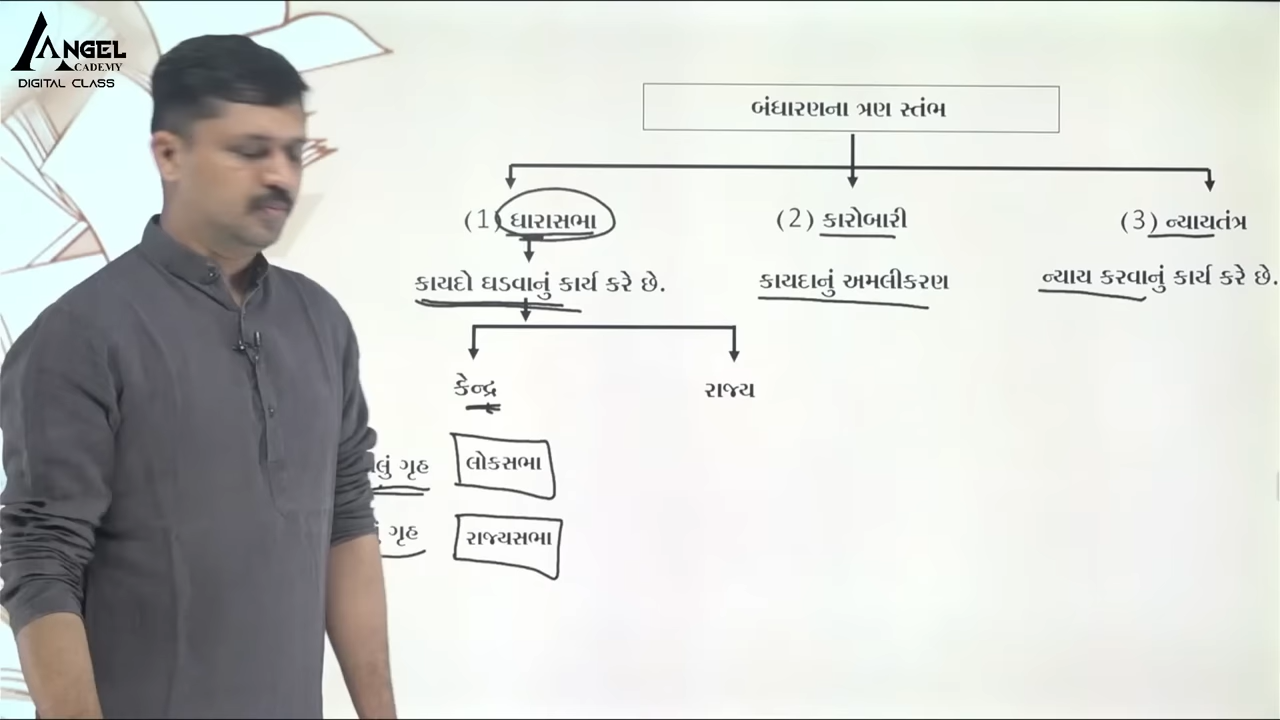 ANGEL
ACADEMY
DIGITAL CLASS
બંધારણના ત્રણ સ્તંભ
(1) ધારાસભા
(2) કારોબારી
(3) ન્યાયતંત્ર
કાયદો ઘડવાનું કાર્ય કરે છે.
કાયદાનું અમલીકરણ
ન્યાય કરવાનું કાર્ય કરે છે.
કેન્દ્ર
રાજ્ય
ગૃહ લોકસભા
ગૃહ રાજ્યસભા